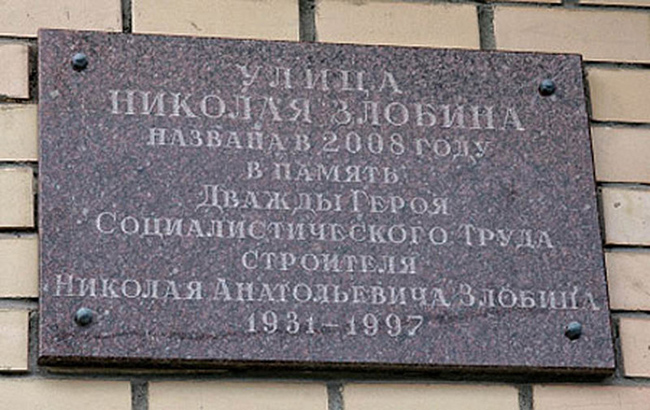 УЛИЦА
НИКОЛАЯ ЗЛОБИНА
НАЗВАНА В 2008 ГОДУ
В ПАМЯТЬ
ДВАЖДЫ ГЕРОЯ
СОЦИАЛИСТИЧЕСКОГО ТРУДА
СТРОИТЕЛЯ
НИКОЛАЯ АНАТОЛЬЕВИЧА ЗЛОБИНА
1931–1997